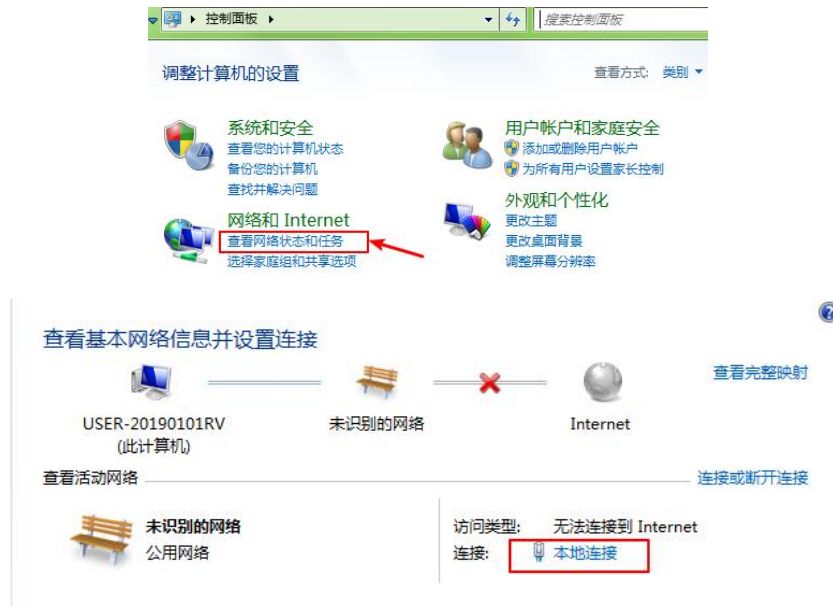 控制面板
搜索控制面板
调整计算机的设置
查看方式: 类别
系统和安全
查看您的计算机状态
备份您的计算机
查找并解决问题
网络和 Internet
查看网络状态和任务
选择家庭组和共享选项
用户帐户和家庭安全
添加或删除用户帐户
为所有用户设置家长控制
外观和个性化
更改主题
更改桌面背景
调整屏幕分辨率
查看基本网络信息并设置连接
查看完整映射
USER-20190101RV
(此计算机)
未识别的网络
Internet
查看活动网络
连接或断开连接
未识别的网络
公用网络
访问类型: 无法连接到 Internet
连接: 本地连接